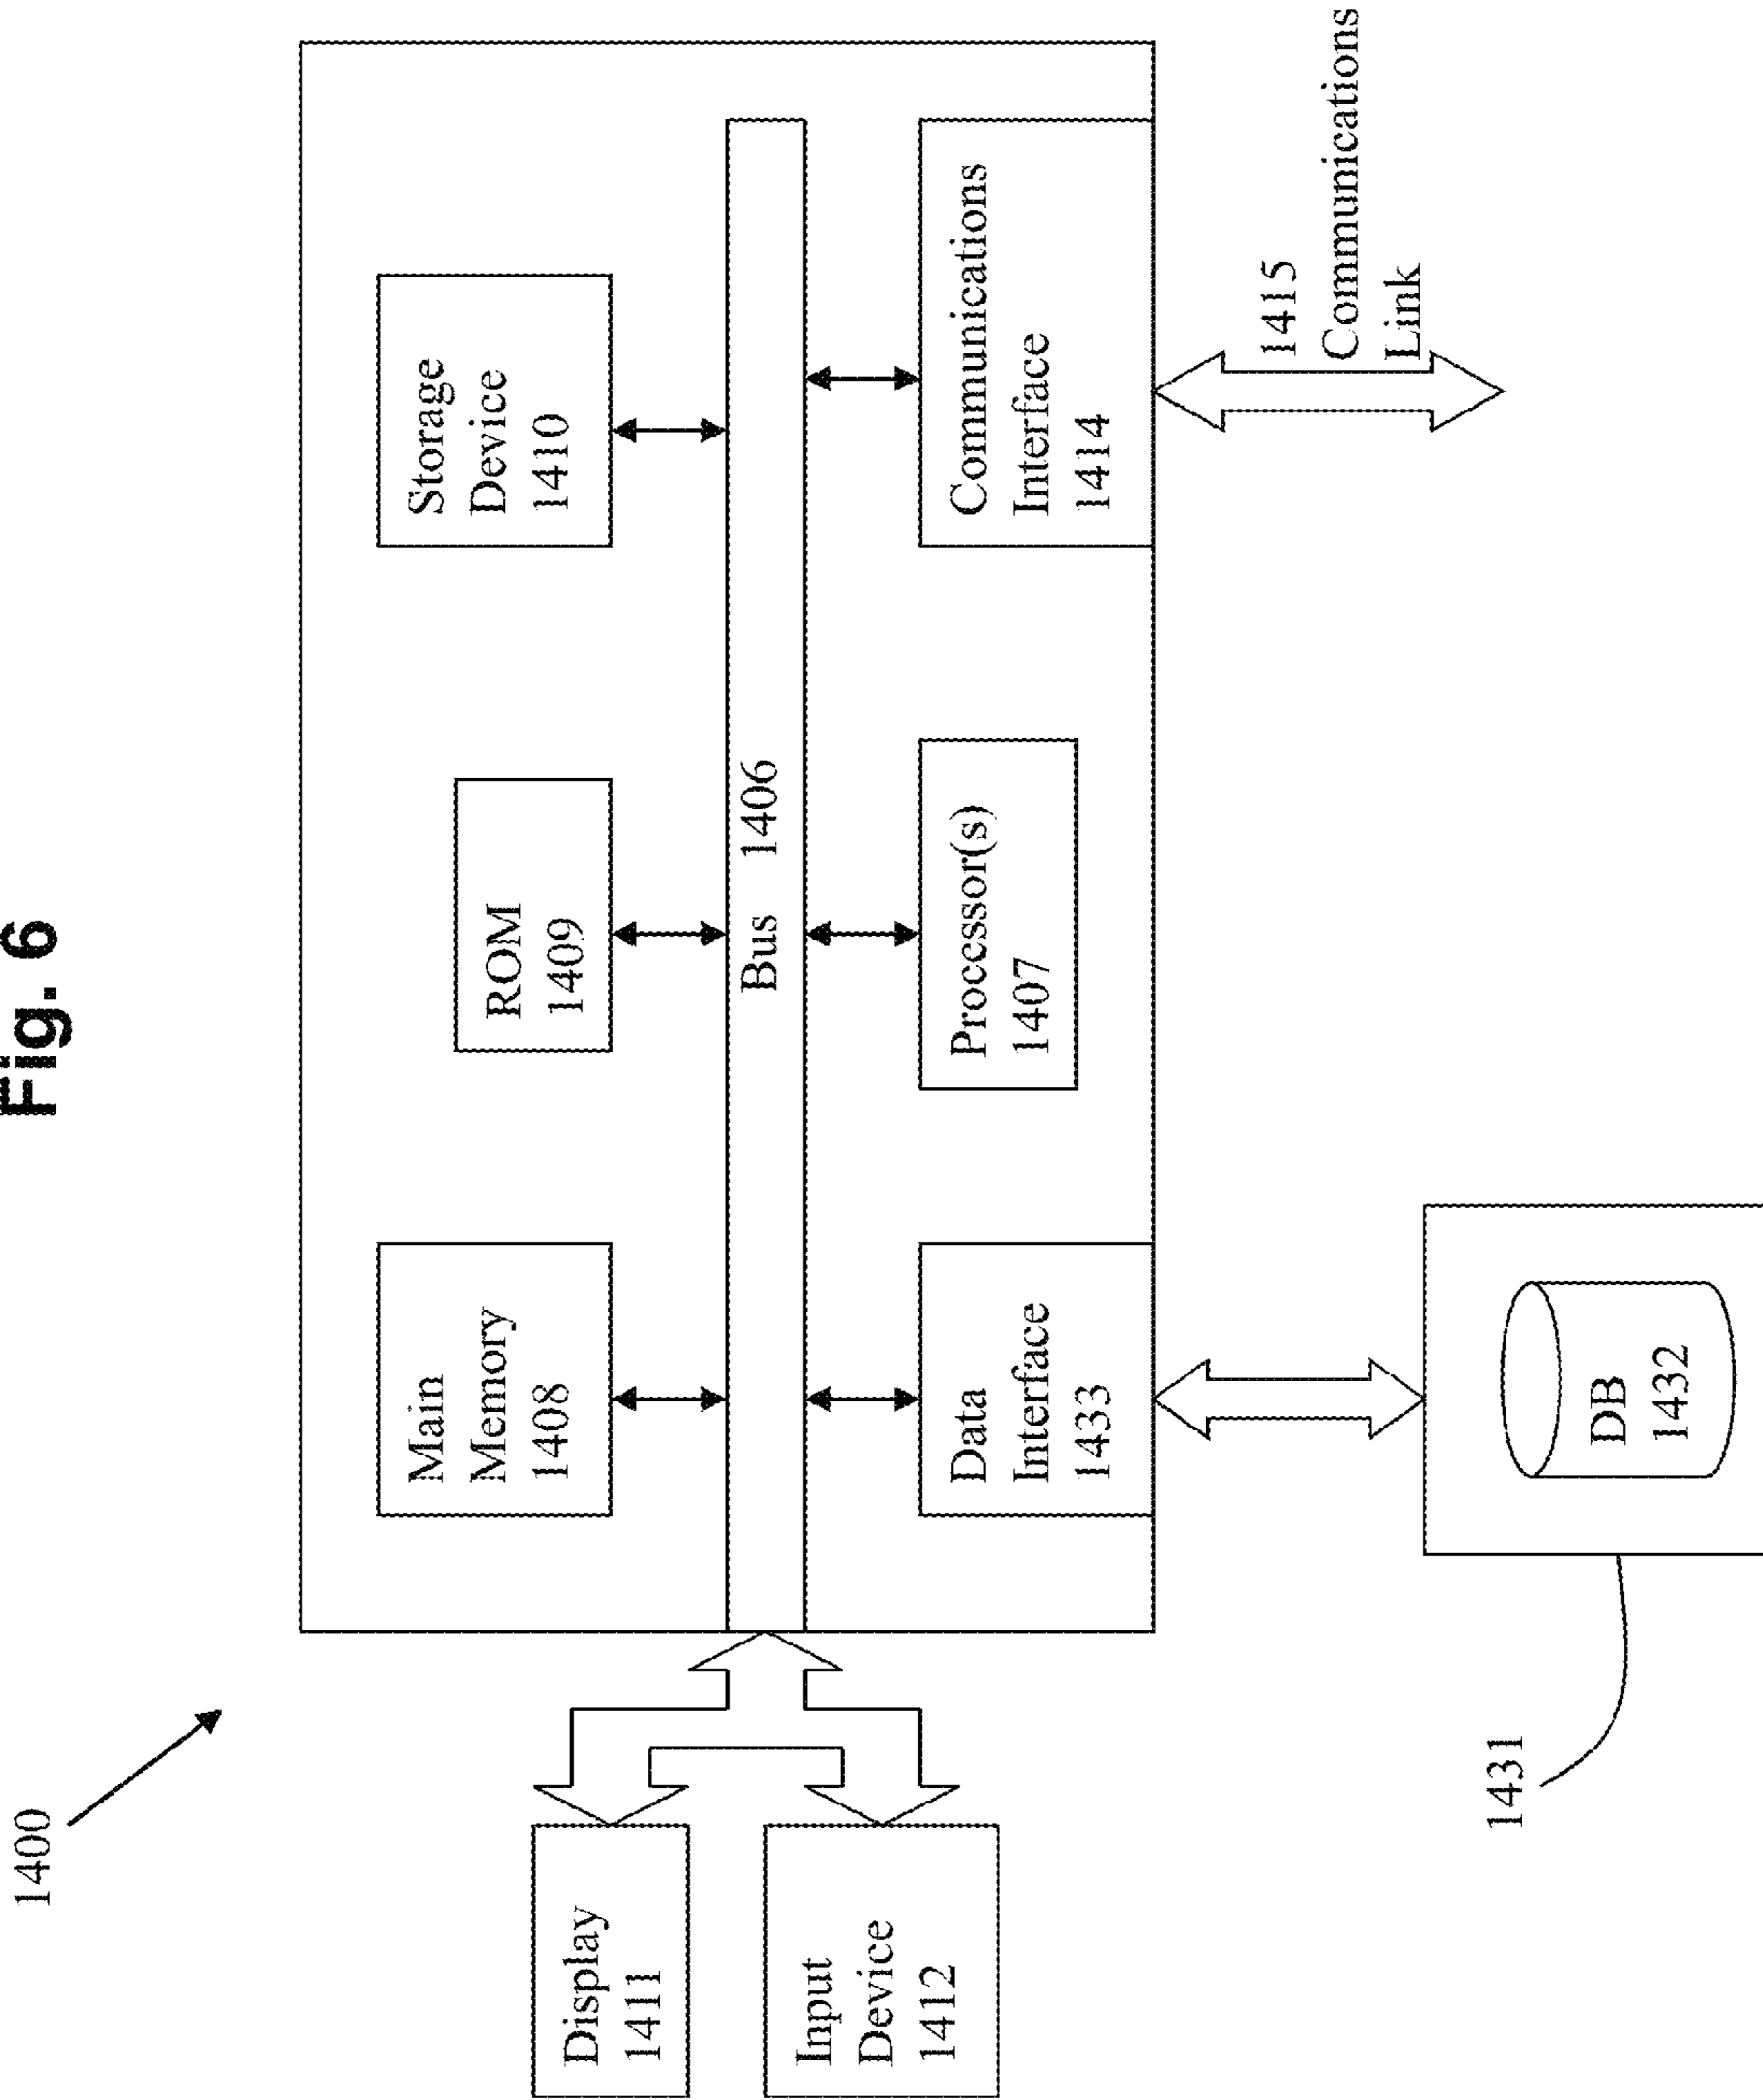 Fig. 6
1400
Main
Memory
1408
ROM
1409
Storage
Device
1410
Display
1411
Bus 1406
Input
Device
1412
Data
Interface
1433
Processor(s)
1407
Communications
Interface
1414
1415
Communications
Link
1431
DB
1432